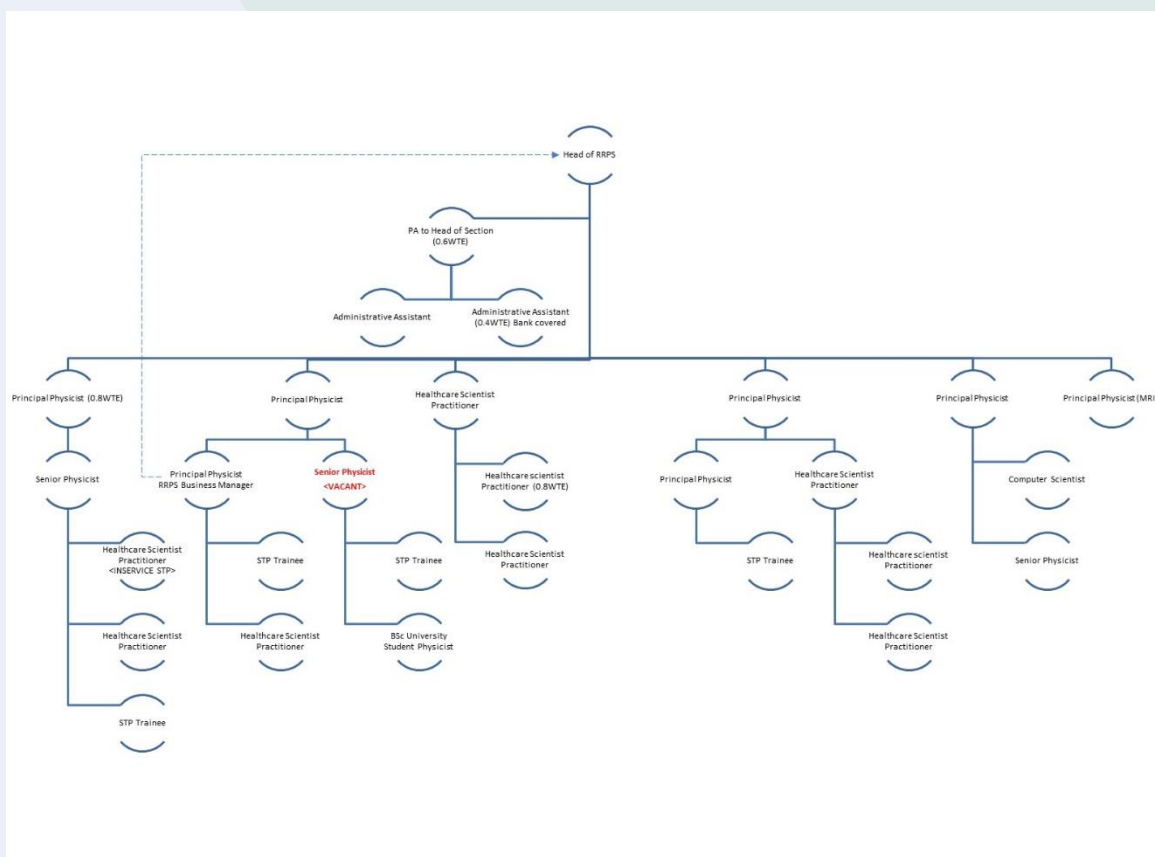 Head of RRPS
PA to Head of Section
(0.6WTE)
Administrative Assistant
Administrative Assistant
(0.4WTE) Bank covered
Principal Physicist (0.8WTE)
Principal Physicist
Healthcare Scientist
Practitioner
Principal Physicist
Principal Physicist
Principal Physicist (MRI
Senior Physicist
Principal Physicist
RRPS Business Manager
Senior Physicist
<VACANT>
Healthcare scientist
Practitioner (0.8WTE)
Principal Physicist
Healthcare Scientist
Practitioner
Computer Scientist
Healthcare Scientist
Practitioner
<INSERVICE STP>
STP Trainee
STP Trainee
Healthcare Scientist
Practitioner
STP Trainee
Healthcare scientist
Practitioner
Senior Physicist
Healthcare Scientist
Practitioner
Healthcare Scientist
Practitioner
BSc University
Student Physicist
Healthcare Scientist
Practitioner
STP Trainee